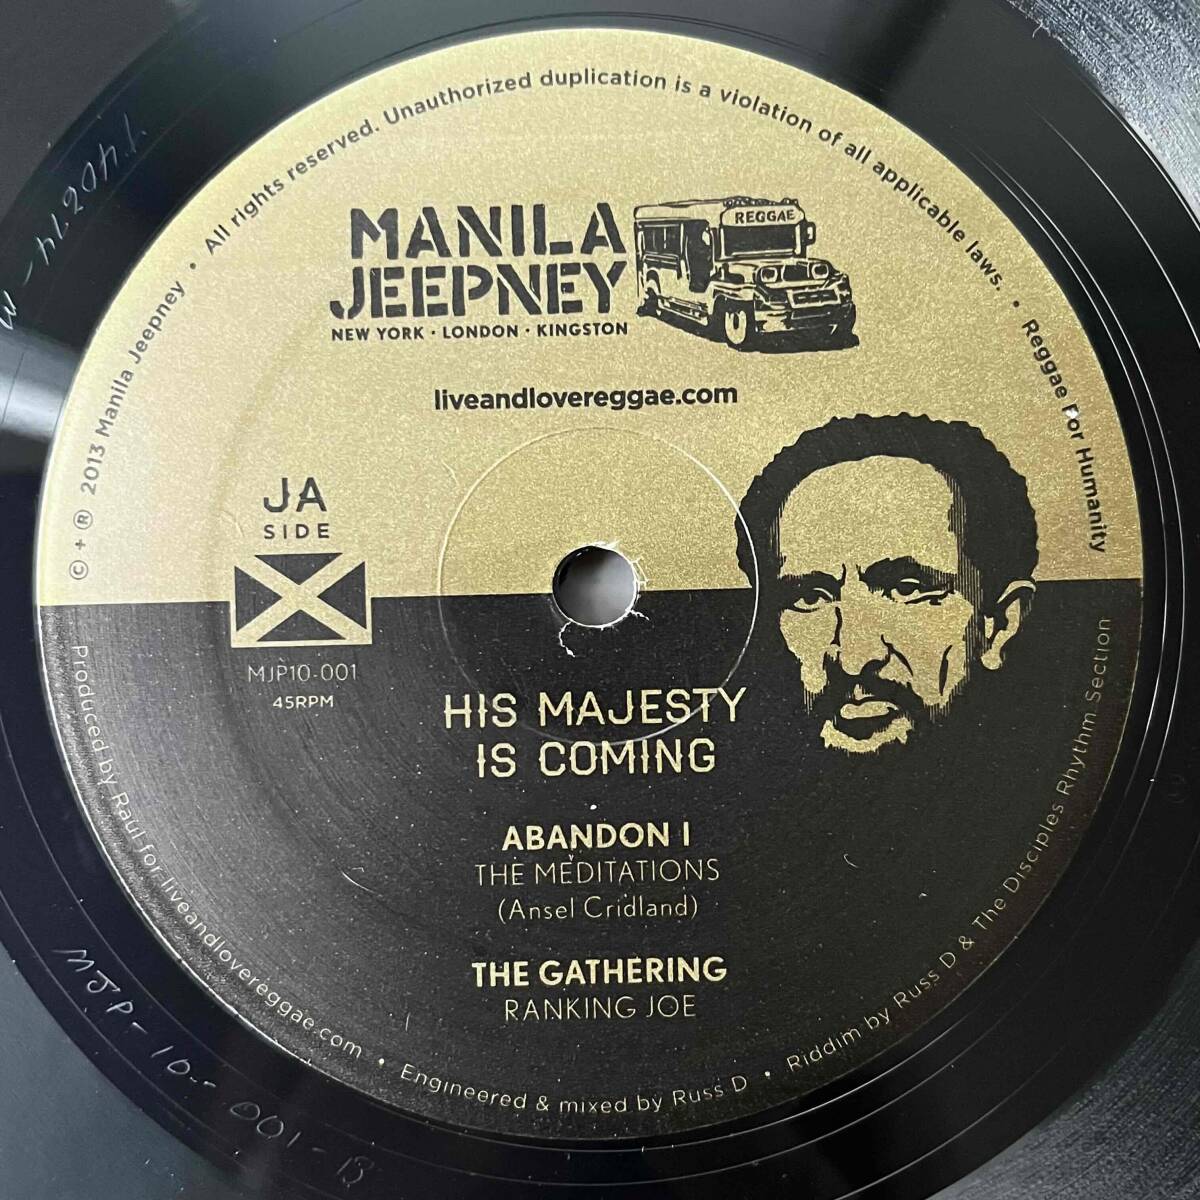 © + ℗ 2013 Manila Jeepney • All rights reserved. Unauthorized duplication is a violation of all applicable laws. • Reggae For Humanity
MANILA
JEEPNEY
REGGAE
NEW YORK · LONDON · KINGSTON
liveandlovereggae.com
JA
SIDE
MJP10-001
45RPM
HIS MAJESTY
IS COMING
ABANDON I
THE MEDITATIONS
(Ansel Cridland)
THE GATHERING
RANKING JOE
Produced by Raul for liveandlovereggae.com • Engineered & mixed by Russ D • Riddim by Russ D & The Disciples Rhythm Section
MJP-10-001-B